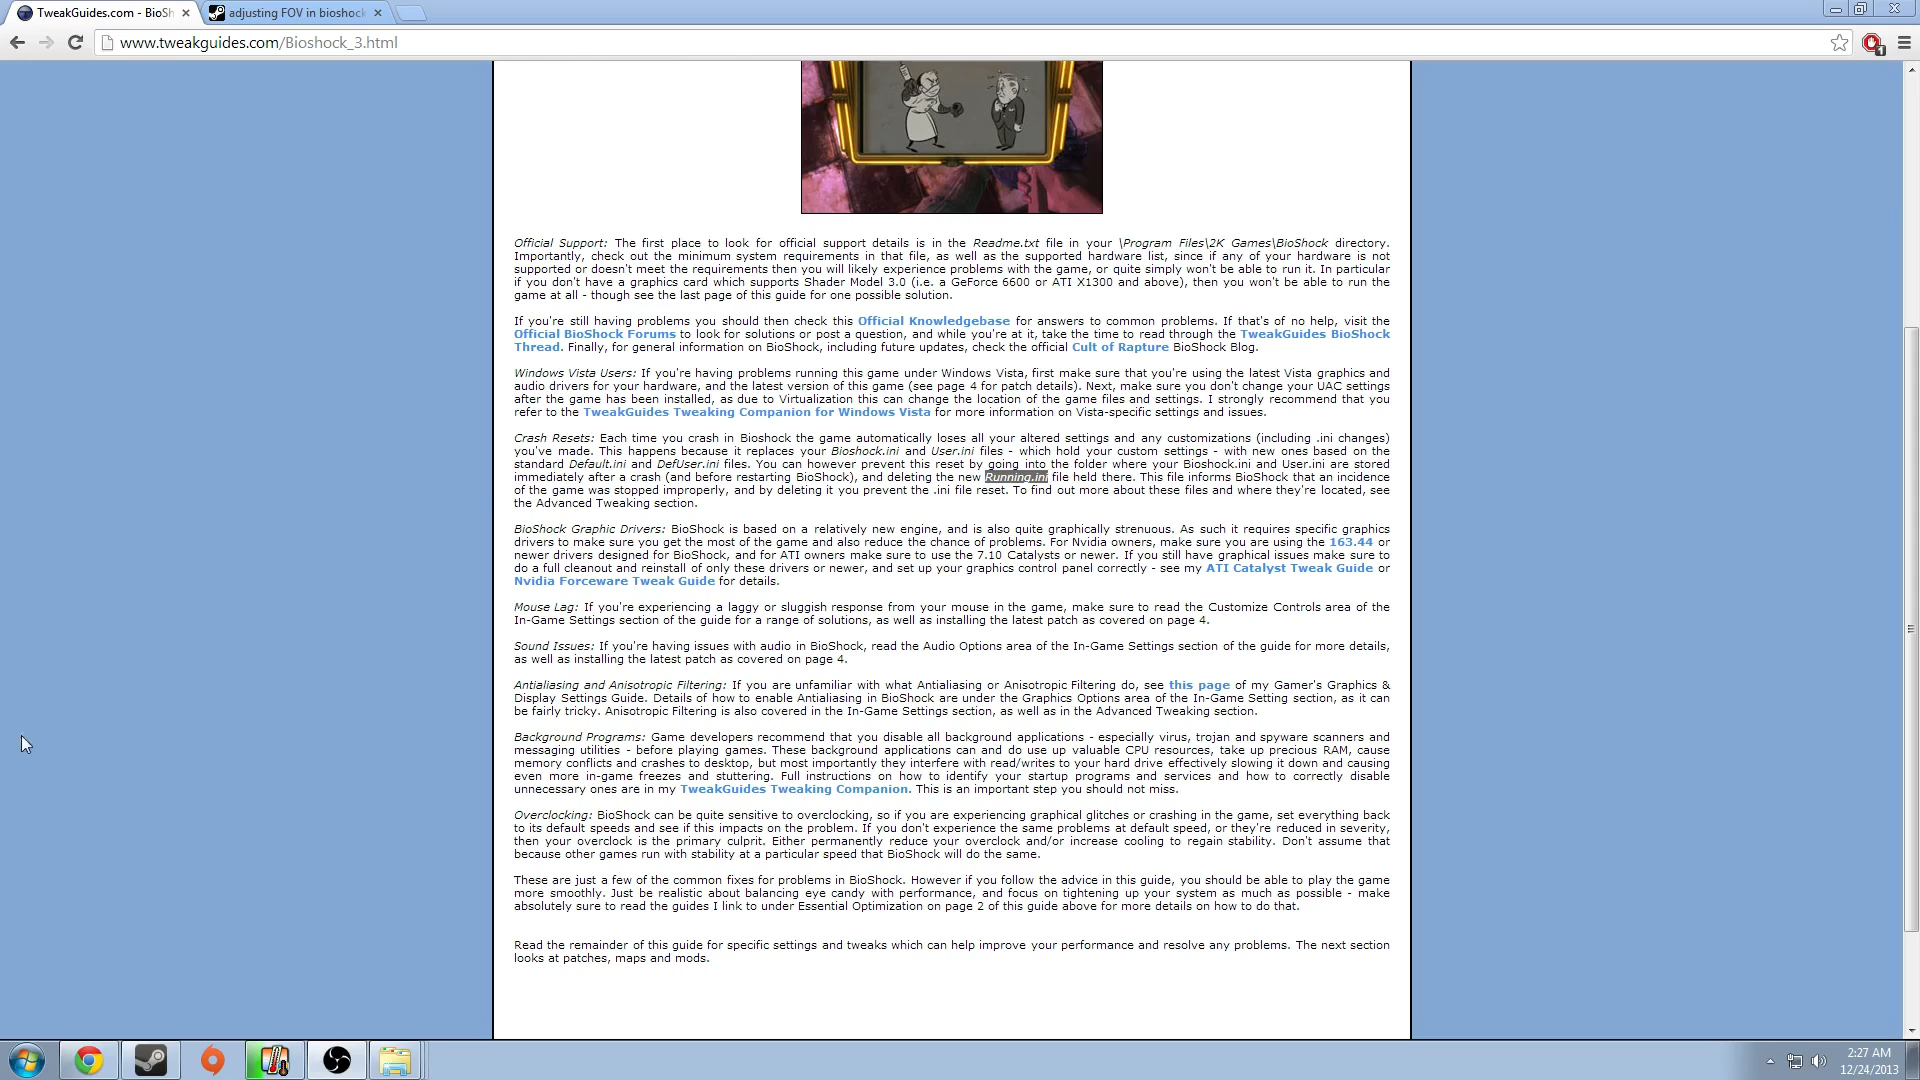 TweakGuides.com - BioSh
adjusting FOV in bioshock
www.tweakguides.com/Bioshock_3.html
1
Official Support: The first place to look for official support details is in the Readme.txt file in your \Program Files\2K Games\BioShock directory.
Importantly, check out the minimum system requirements in that file, as well as the supported hardware list, since if any of your hardware is not
supported or doesn't meet the requirements then you will likely experience problems with the game, or quite simply won't be able to run it. In particular
if you don't have a graphics card which supports Shader Model 3.0 (i.e. a GeForce 6600 or ATI X1300 and above), then you won't be able to run the
game at all - though see the last page of this guide for one possible solution.
If you're still having problems you should then check this Official Knowledgebase for answers to common problems. If that's of no help, visit the
Official BioShock Forums to look for solutions or post a question, and while you're at it, take the time to read through the TweakGuides BioShock
Thread. Finally, for general information on BioShock, including future updates, check the official Cult of Rapture BioShock Blog.
Windows Vista Users: If you're having problems running this game under Windows Vista, first make sure that you're using the latest Vista graphics and
audio drivers for your hardware, and the latest version of this game (see page 4 for patch details). Next, make sure you don't change your UAC settings
after the game has been installed, as due to Virtualization this can change the location of the game files and settings. I strongly recommend that you
refer to the TweakGuides Tweaking Companion for Windows Vista for more information on Vista-specific settings and issues.
Crash Resets: Each time you crash in Bioshock the game automatically loses all your altered settings and any customizations (including .ini changes)
you've made. This happens because it replaces your Bioshock.ini and User.ini files - which hold your custom settings - with new ones based on the
standard Default.ini and DefUser.ini files. You can however prevent this reset by going into the folder where your Bioshock.ini and User.ini are stored
immediately after a crash (and before restarting BioShock), and deleting the new Running.ini file held there. This file informs BioShock that an incidence
of the game was stopped improperly, and by deleting it you prevent the .ini file reset. To find out more about these files and where they're located, see
the Advanced Tweaking section.
BioShock Graphic Drivers: BioShock is based on a relatively new engine, and is also quite graphically strenuous. As such it requires specific graphics
drivers to make sure you get the most of the game and also reduce the chance of problems. For Nvidia owners, make sure you are using the 163.44 or
newer drivers designed for BioShock, and for ATI owners make sure to use the 7.10 Catalysts or newer. If you still have graphical issues make sure to
do a full cleanout and reinstall of only these drivers or newer, and set up your graphics control panel correctly - see my ATI Catalyst Tweak Guide or
Nvidia Forceware Tweak Guide for details.
Mouse Lag: If you're experiencing a laggy or sluggish response from your mouse in the game, make sure to read the Customize Controls area of the
In-Game Settings section of the guide for a range of solutions, as well as installing the latest patch as covered on page 4.
Sound Issues: If you're having issues with audio in BioShock, read the Audio Options area of the In-Game Settings section of the guide for more details,
as well as installing the latest patch as covered on page 4.
Antialiasing and Anisotropic Filtering: If you are unfamiliar with what Antialiasing or Anisotropic Filtering do, see this page of my Gamer's Graphics &
Display Settings Guide. Details of how to enable Antialiasing in BioShock are under the Graphics Options area of the In-Game Setting section, as it can
be fairly tricky. Anisotropic Filtering is also covered in the In-Game Settings section, as well as in the Advanced Tweaking section.
Background Programs: Game developers recommend that you disable all background applications - especially virus, trojan and spyware scanners and
messaging utilities - before playing games. These background applications can and do use up valuable CPU resources, take up precious RAM, cause
memory conflicts and crashes to desktop, but most importantly they interfere with read/writes to your hard drive effectively slowing it down and causing
even more in-game freezes and stuttering. Full instructions on how to identify your startup programs and services and how to correctly disable
unnecessary ones are in my TweakGuides Tweaking Companion. This is an important step you should not miss.
Overclocking: BioShock can be quite sensitive to overclocking, so if you are experiencing graphical glitches or crashing in the game, set everything back
to its default speeds and see if this impacts on the problem. If you don't experience the same problems at default speed, or they're reduced in severity,
then your overclock is the primary culprit. Either permanently reduce your overclock and/or increase cooling to regain stability. Don't assume that
because other games run with stability at a particular speed that BioShock will do the same.
These are just a few of the common fixes for problems in BioShock. However if you follow the advice in this guide, you should be able to play the game
more smoothly. Just be realistic about balancing eye candy with performance, and focus on tightening up your system as much as possible - make
absolutely sure to read the guides I link to under Essential Optimization on page 2 of this guide above for more details on how to do that.
Read the remainder of this guide for specific settings and tweaks which can help improve your performance and resolve any problems. The next section
looks at patches, maps and mods.
2:27 AM
12/24/2013